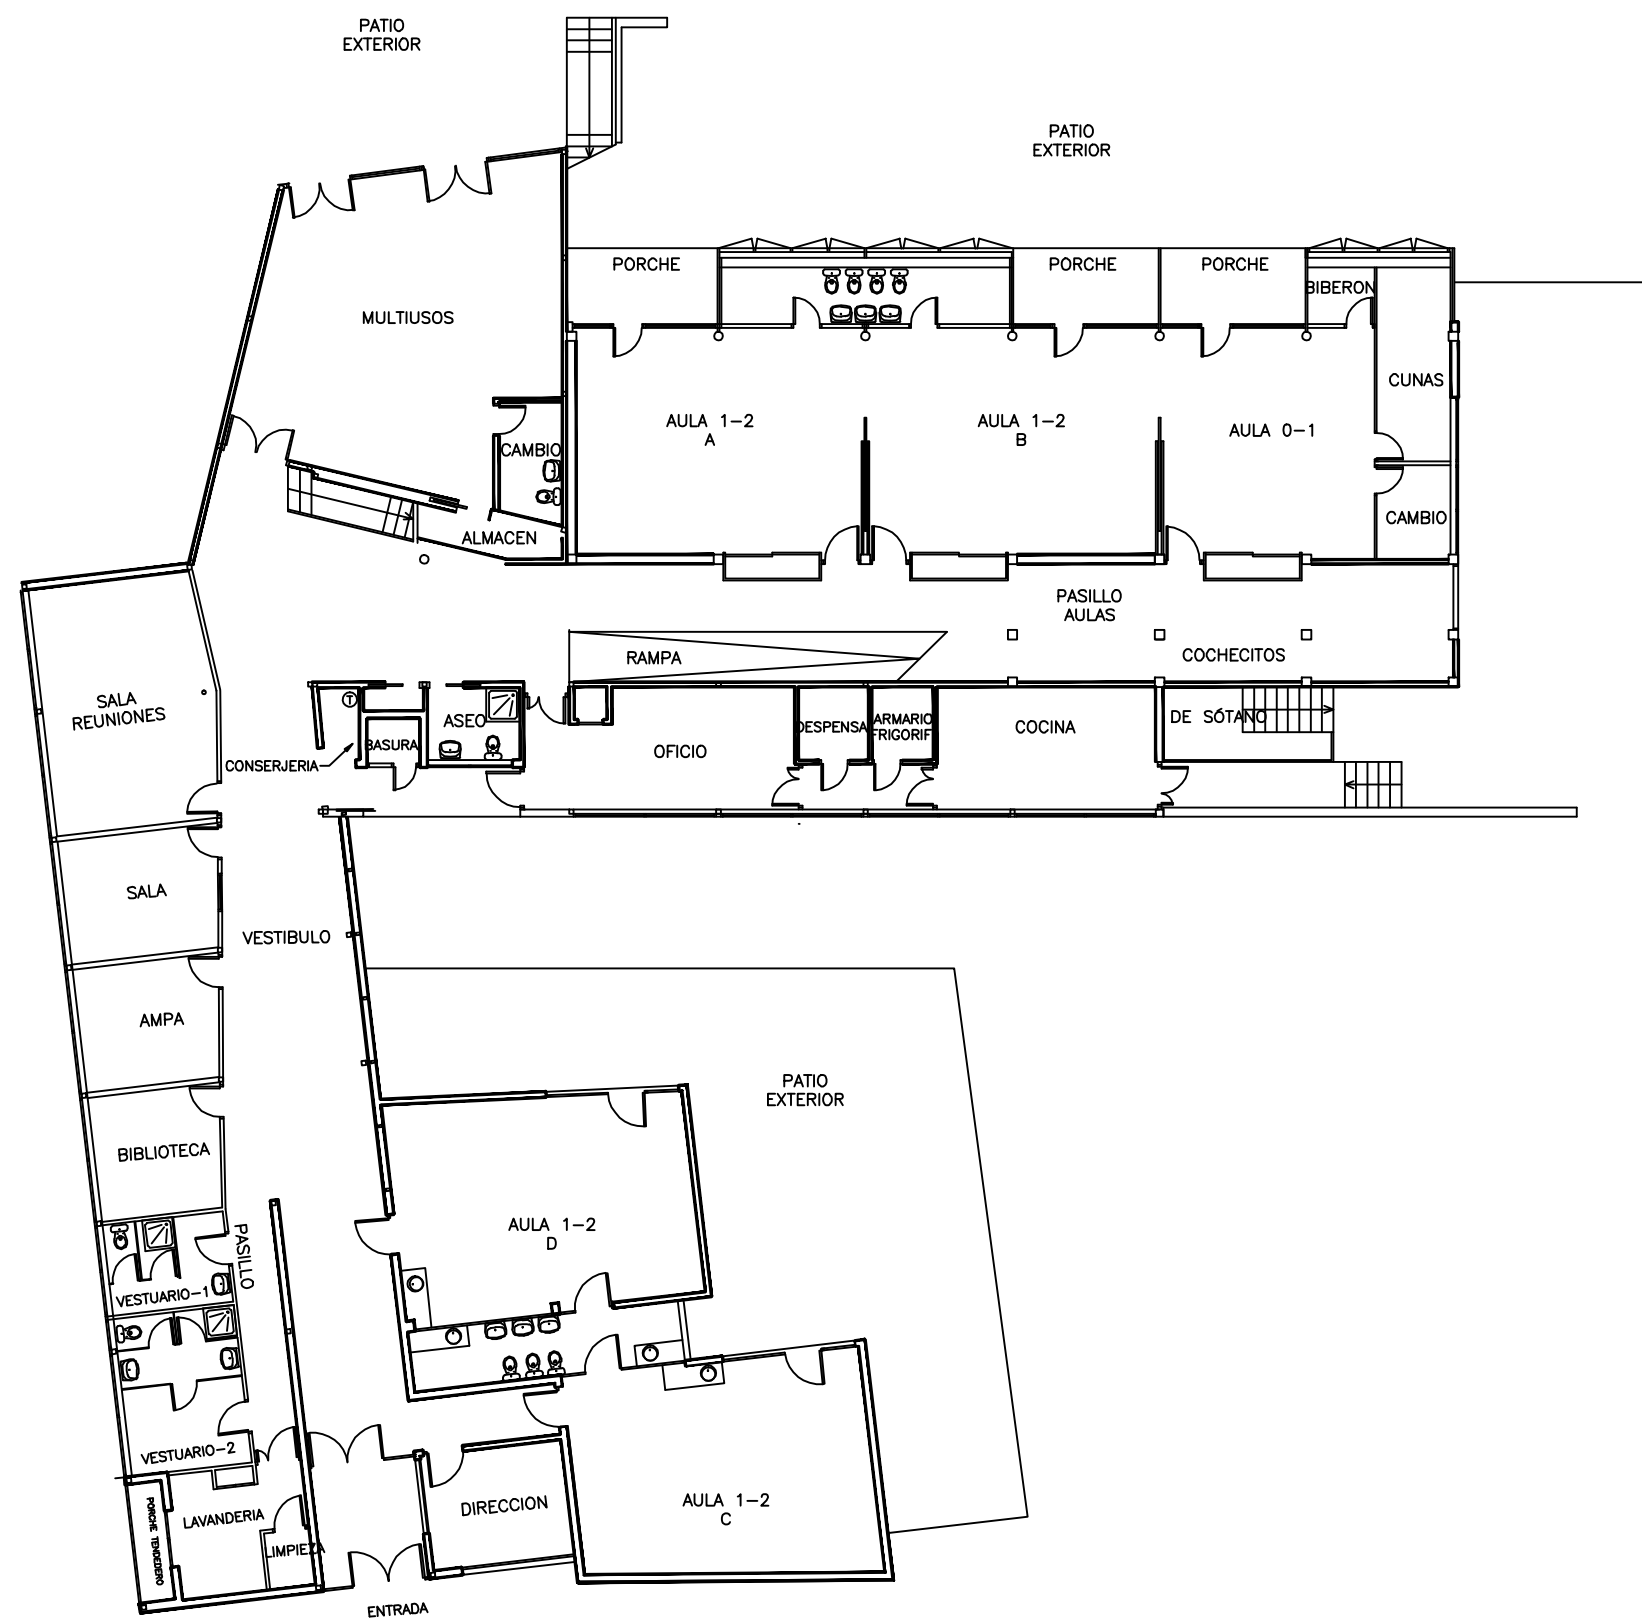 PATIO
EXTERIOR
PATIO
EXTERIOR
PORCHE
PORCHE
PORCHE
BIBERON
MULTIUSOS
CUNAS
AULA 1-2
A
AULA 1-2
B
AULA 0-1
CAMBIO
CAMBIO
ALMACEN
PASILLO
AULAS
RAMPA
COCHECITOS
SALA
REUNIONES
T
ASEO
BASURA
CONSERJERIA
OFICIO
DESPENSA
ARMARIO
FRIGORIF
COCINA
DE SÓTANO
SALA
VESTIBULO
AMPA
PATIO
EXTERIOR
BIBLIOTECA
PASILLO
AULA 1-2
D
VESTUARIO-1
VESTUARIO-2
LAVANDERIA
PORCHE TENDEDERO
LIMPIEZA
DIRECCION
AULA 1-2
C
ENTRADA